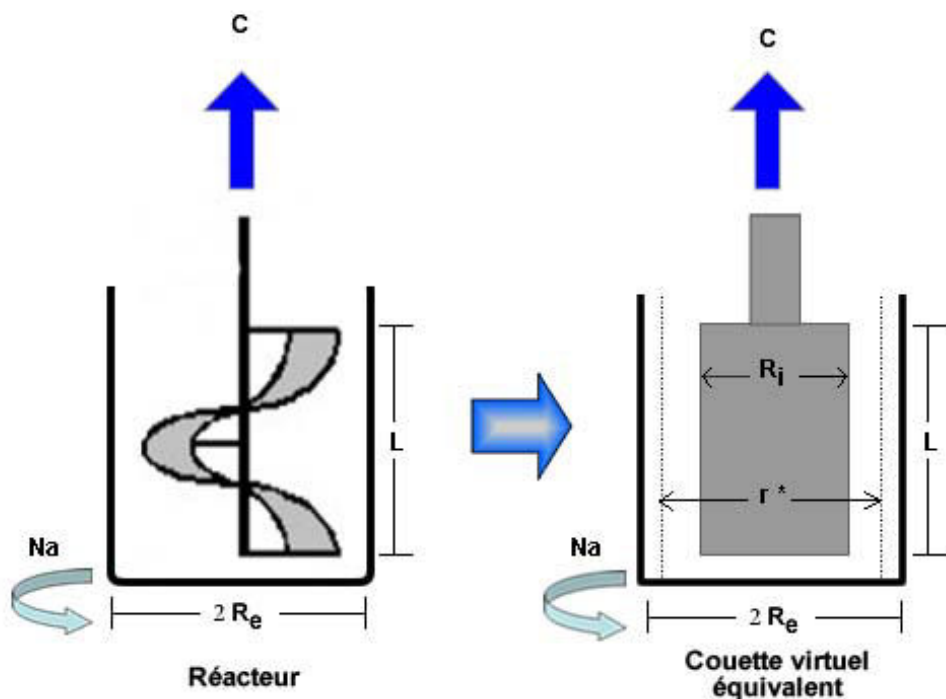 C
L
Na
2 Re
Réacteur
C
Ri
L
r *
Na
2 Re
Couette virtuel
équivalent